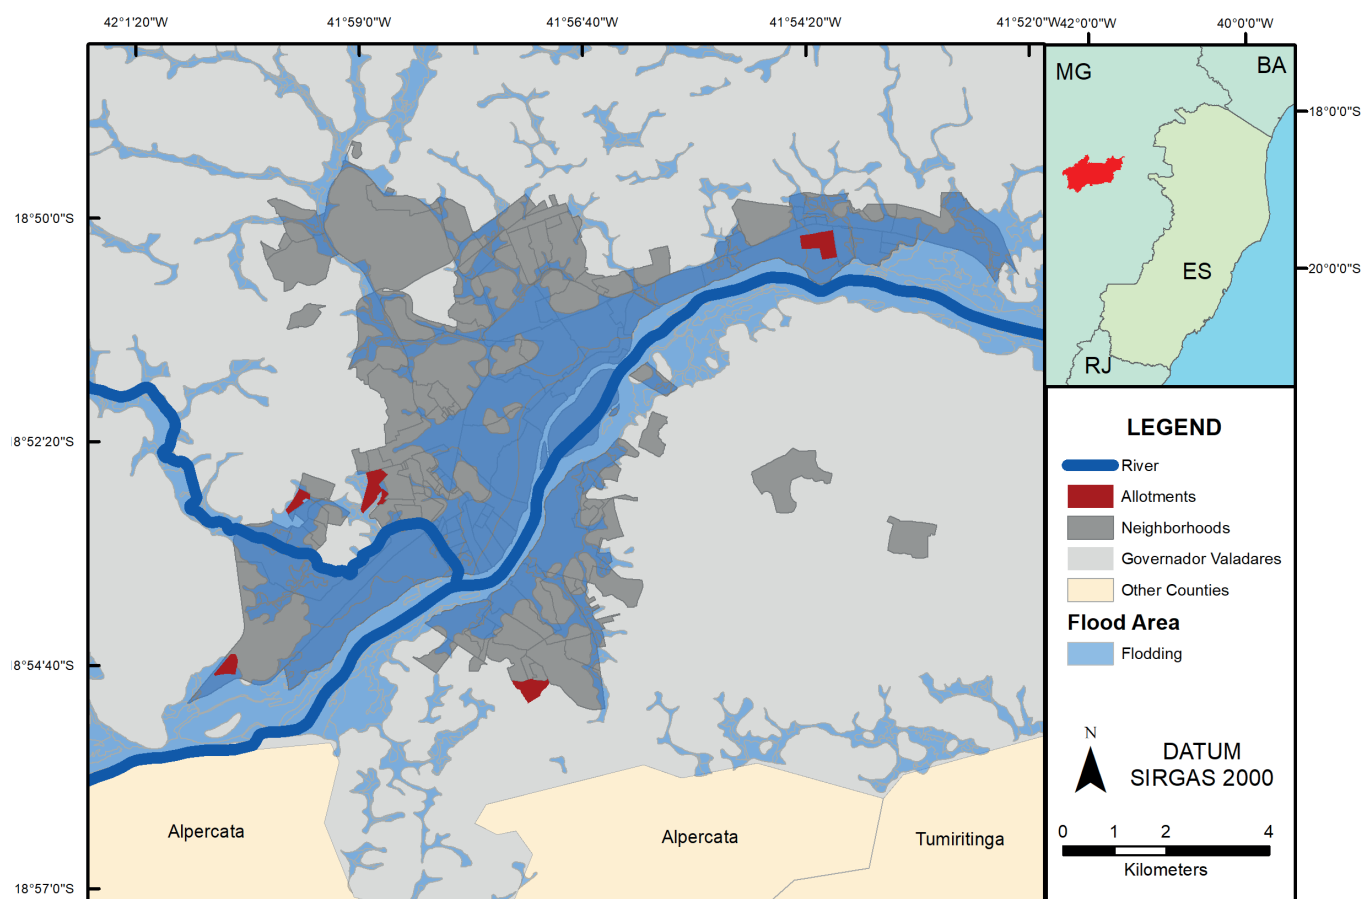 42°1'20"W
41°59'0"W
41°56'40"W
41°54'20"W
41°52'0"W
42°0'0"W
40°0'0"W
18°50'0"S
18°52'20"S
18°54'40"S
18°57'0"S
18°0'0"S
20°0'0"S
MG
BA
ES
RJ
Alpercata
Alpercata
Tumiritinga
LEGEND
River
Allotments
Neighborhoods
Governador Valadares
Other Counties
Flood Area
Flodding
N
DATUM
SIRGAS 2000
0 1 2 4
Kilometers